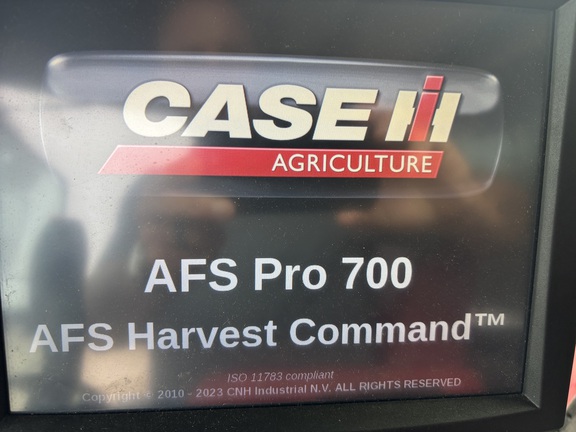 CASE IH
AGRICULTURE
AFS Pro 700
AFS Harvest Command™
ISO 11783 compliant
Copyright © 2010 - 2023 CNH Industrial N.V. ALL RIGHTS RESERVED